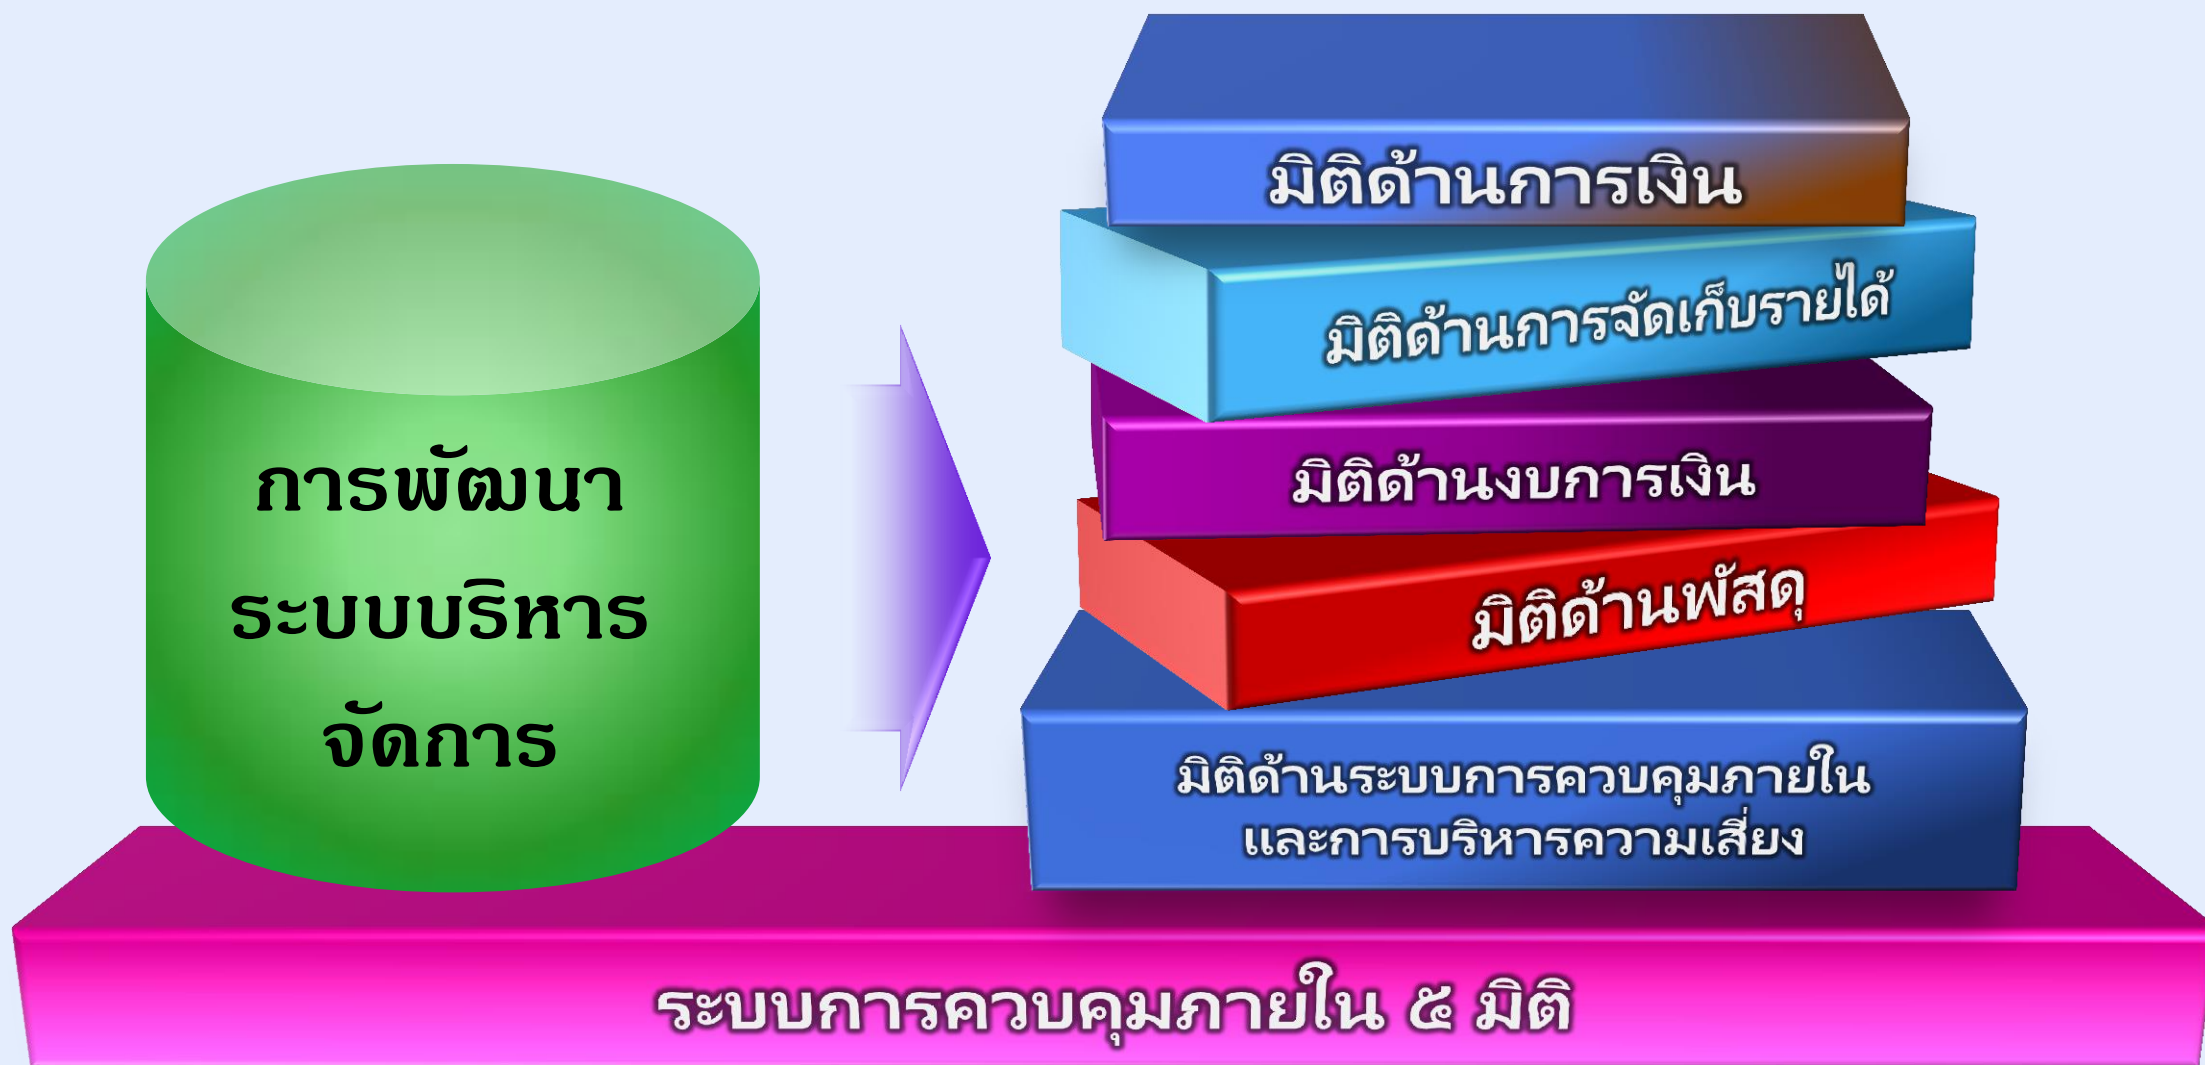 การพัฒนา
ระบบบริหาร
จัดการ
มิติด้านการเงิน
มิติด้านการจัดเก็บรายได้
มิติด้านงบการเงิน
มิติด้านพัสดุ
มิติด้านระบบการควบคุมภายใน
และการบริหารความเสี่ยง
ระบบการควบคุมภายใน ๕ มิติ